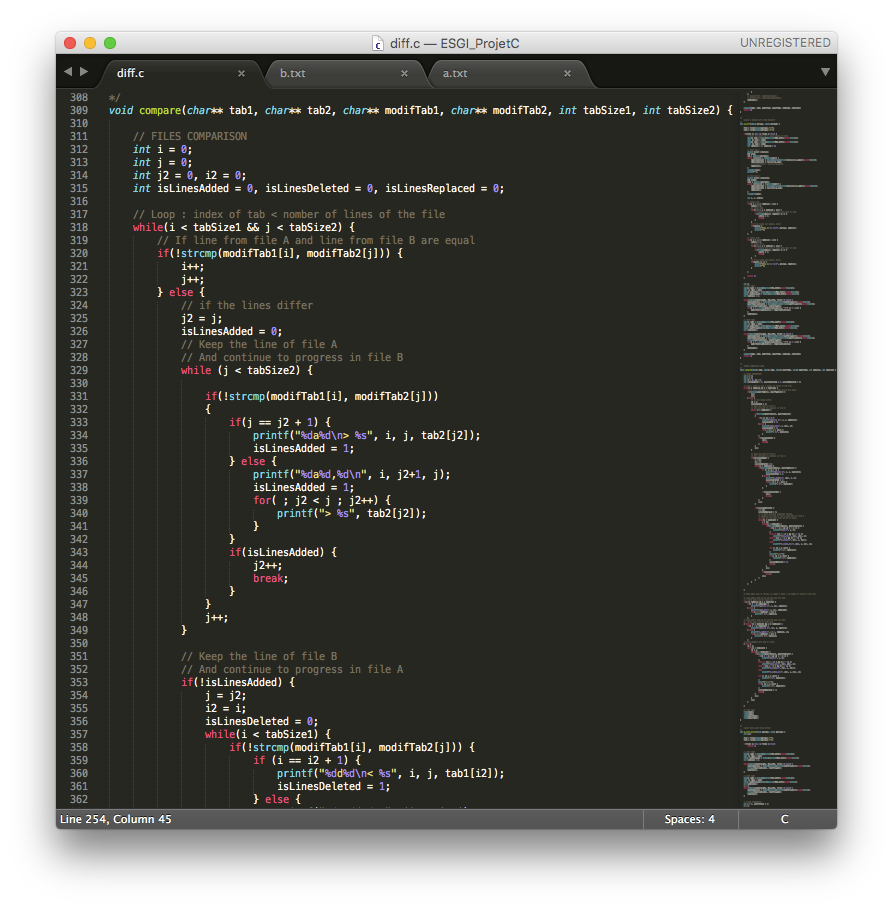 diff.c — ESGI_ProjetC
UNREGISTERED
diff.c × b.txt × a.txt ×
308 */
309 void compare(char** tab1, char** tab2, char** modifTab1, char** modifTab2, int tabSize1, int tabSize2) {
310
311     // FILES COMPARISON
312     int i = 0;
313     int j = 0;
314     int j2 = 0, i2 = 0;
315     int isLinesAdded = 0, isLinesDeleted = 0, isLinesReplaced = 0;
316
317     // Loop : index of tab < nomber of lines of the file
318     while(i < tabSize1 && j < tabSize2) {
319         // If line from file A and line from file B are equal
320         if(!strcmp(modifTab1[i], modifTab2[j])) {
321             i++;
322             j++;
323         } else {
324             // if the lines differ
325             j2 = j;
326             isLinesAdded = 0;
327             // Keep the line of file A
328             // And continue to progress in file B
329             while (j < tabSize2) {
330
331                 if(!strcmp(modifTab1[i], modifTab2[j]))
332                 {
333                     if(j == j2 + 1) {
334                         printf("%da%d\n> %s", i, j, tab2[j2]);
335                         isLinesAdded = 1;
336                     } else {
337                         printf("%da%d,%d\n", i, j2+1, j);
338                         isLinesAdded = 1;
339                         for( ; j2 < j ; j2++) {
340                             printf("> %s", tab2[j2]);
341                         }
342                     }
343                     if(isLinesAdded) {
344                         j2++;
345                         break;
346                     }
347                 }
348                 j++;
349             }
350
351             // Keep the line of file B
352             // And continue to progress in file A
353             if(!isLinesAdded) {
354                 j = j2;
355                 i2 = i;
356                 isLinesDeleted = 0;
357                 while(i < tabSize1) {
358                     if(!strcmp(modifTab1[i], modifTab2[j])) {
359                         if (i == i2 + 1) {
360                             printf("%dd%d\n< %s", i, j, tab1[i2]);
361                             isLinesDeleted = 1;
362                         } else {
Line 254, Column 45
Spaces: 4
C